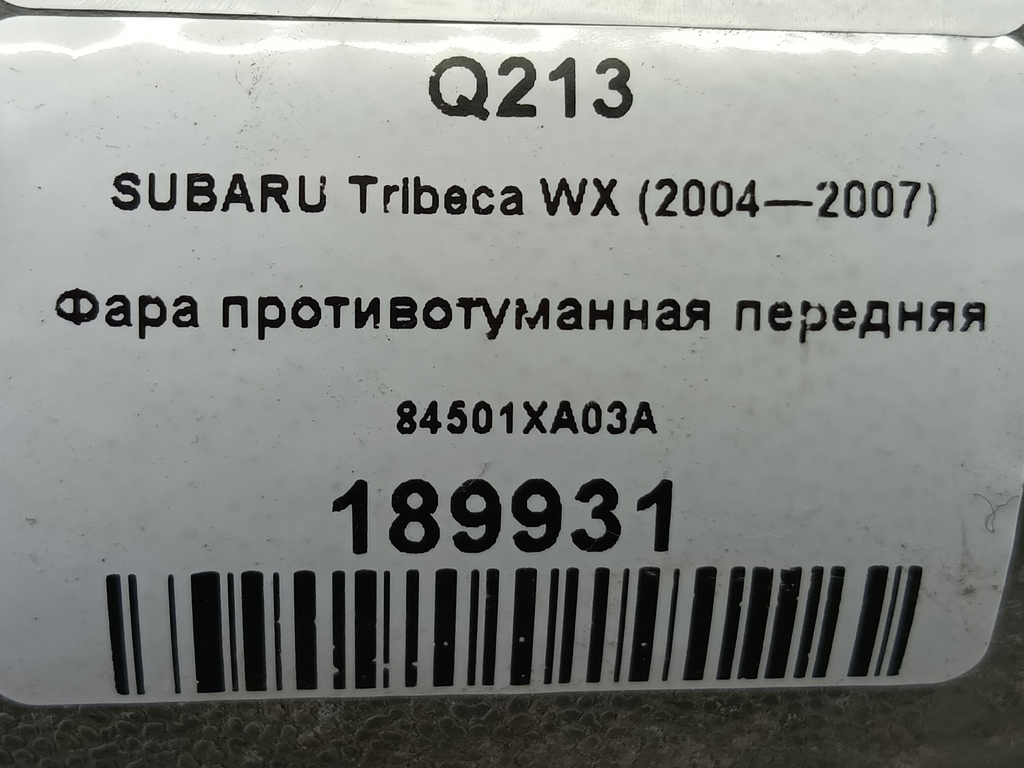 Q213
SUBARU Tribeca WX (2004—2007)
Фара противотуманная передняя
84501XA03A
189931